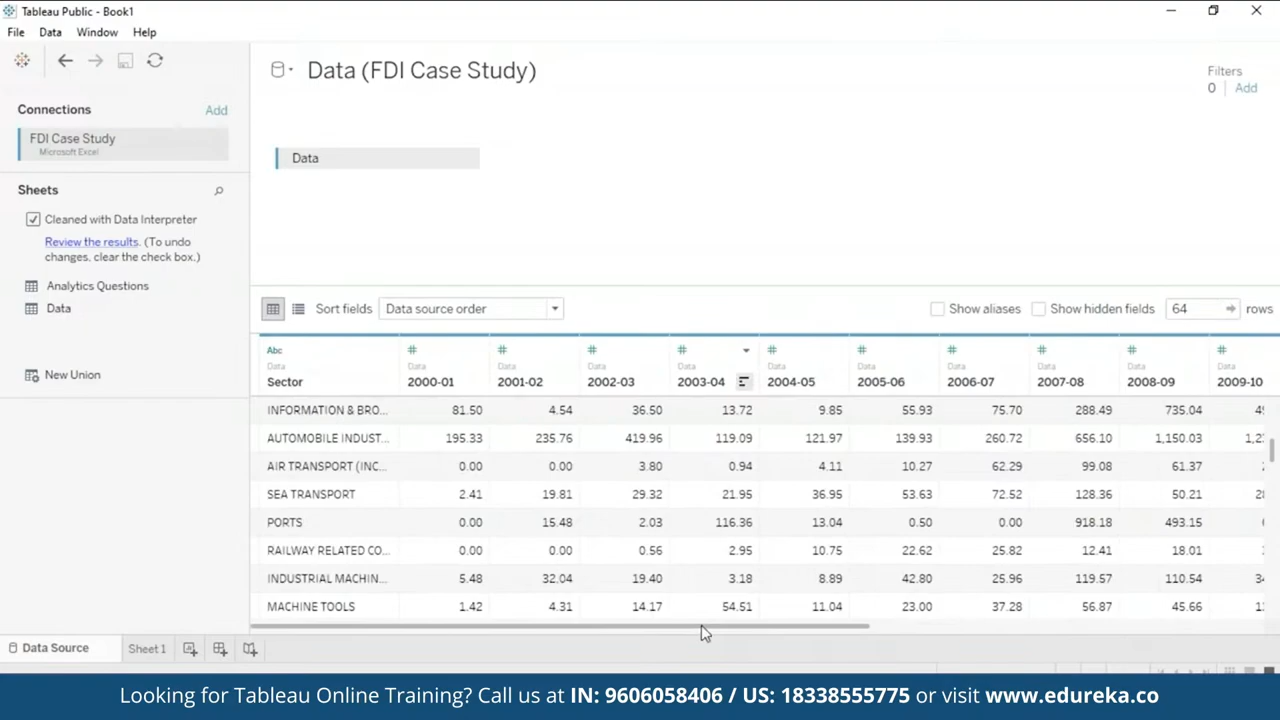 Tableau Public - Book1
File Data Window Help
Connections Add
FDI Case Study
Microsoft Excel
Sheets
Cleaned with Data Interpreter
Review the results. (To undo
changes, clear the check box.)
Analytics Questions
Data
New Union
Data (FDI Case Study)
Filters
0 Add
Data
Sort fields Data source order Show aliases Show hidden fields 64 rows
Abc # # # # # # # # # #
Data Data Data Data Data Data Data Data Data Data Data
Sector 2000-01 2001-02 2002-03 2003-04 2004-05 2005-06 2006-07 2007-08 2008-09 2009-10
INFORMATION & BRO... 81.50 4.54 36.50 13.72 9.85 55.93 75.70 288.49 735.04
AUTOMOBILE INDUST... 195.33 235.76 419.96 119.09 121.97 139.93 260.72 656.10 1,150.03
AIR TRANSPORT (INC... 0.00 0.00 3.80 0.94 4.11 10.27 62.29 99.08 61.37
SEA TRANSPORT 2.41 19.81 29.32 21.95 36.95 53.63 72.52 128.36 50.21
PORTS 0.00 15.48 2.03 116.36 13.04 0.50 0.00 918.18 493.15
RAILWAY RELATED CO... 0.00 0.00 0.56 2.95 10.75 22.62 25.82 12.41 18.01
INDUSTRIAL MACHIN... 5.48 32.04 19.40 3.18 8.89 42.80 25.96 119.57 110.54
MACHINE TOOLS 1.42 4.31 14.17 54.51 11.04 23.00 37.28 56.87 45.66
Data Source Sheet 1
Looking for Tableau Online Training? Call us at IN: 9606058406 / US: 18338555775 or visit www.edureka.co